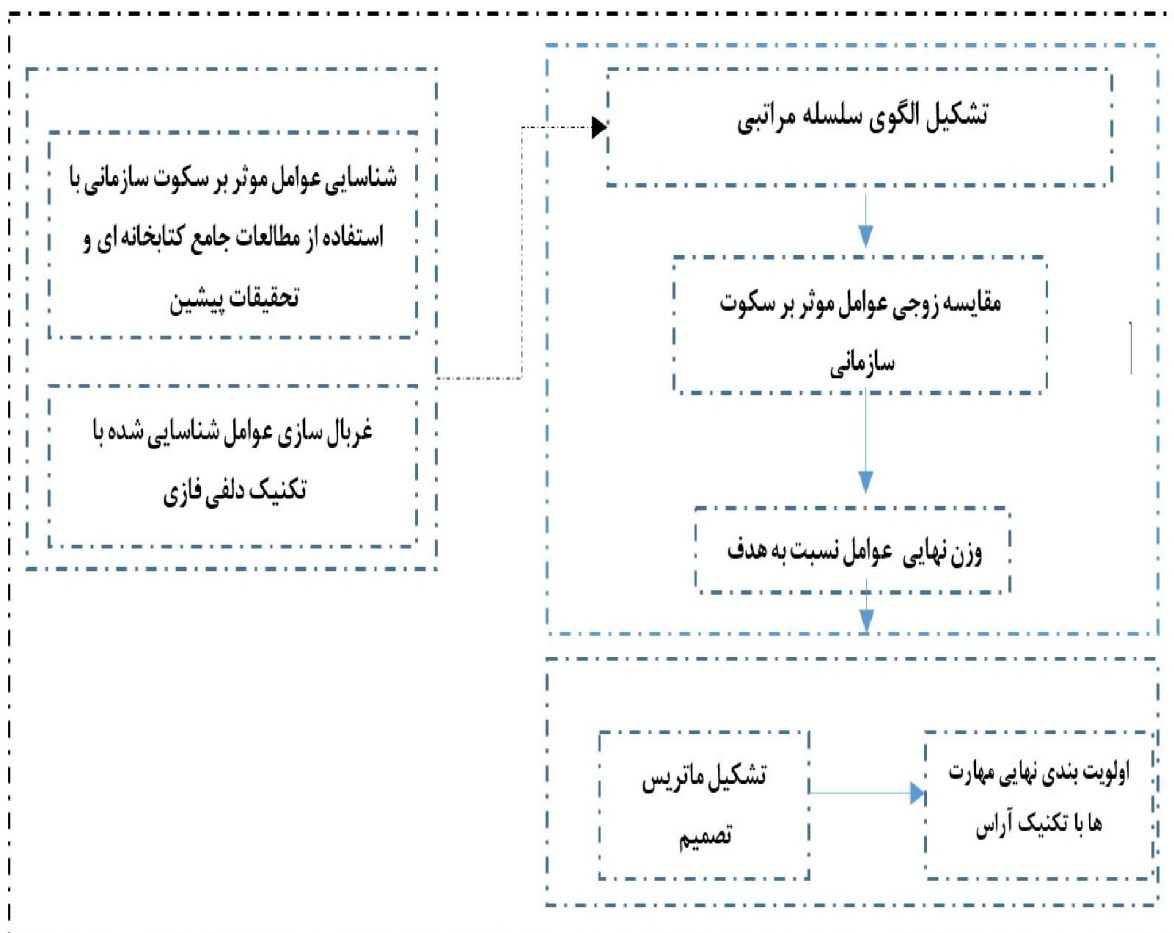 شناسایی عوامل موثر بر سکوت سازمانی با
استفاده از مطالعات جامع کتابخانه ای و
تحقیقات پیشین
غربال سازی عوامل شناسایی شده با
تکنیک دلفی فازی
تشکیل الگوی سلسله مراتبی
مقایسه زوجی عوامل موثر بر سکوت
سازمانی
وزن نهایی عوامل نسبت به هدف
تشکیل ماتریس
تصمیم
اولویت بندی نهایی مهارت
ها با تکنیک آراس